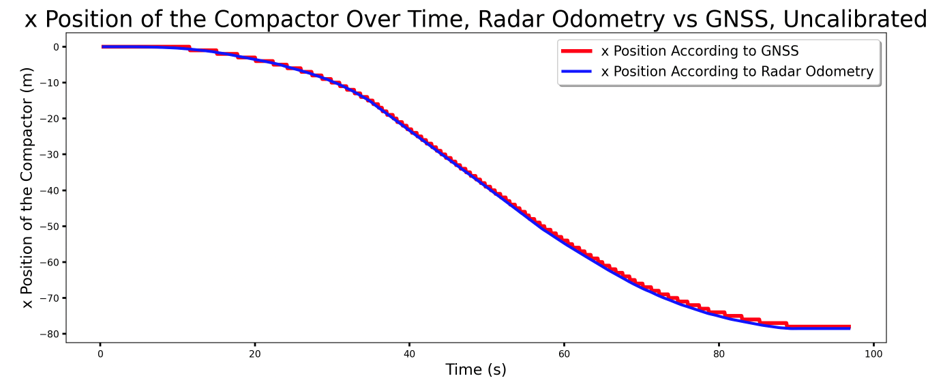 x Position of the Compactor Over Time, Radar Odometry vs GNSS, Uncalibrated
x Position According to GNSS
x Position According to Radar Odometry
x Position of the Compactor (m)
0
−10
−20
−30
−40
−50
−60
−70
−80
0 20 40 60 80 100
Time (s)